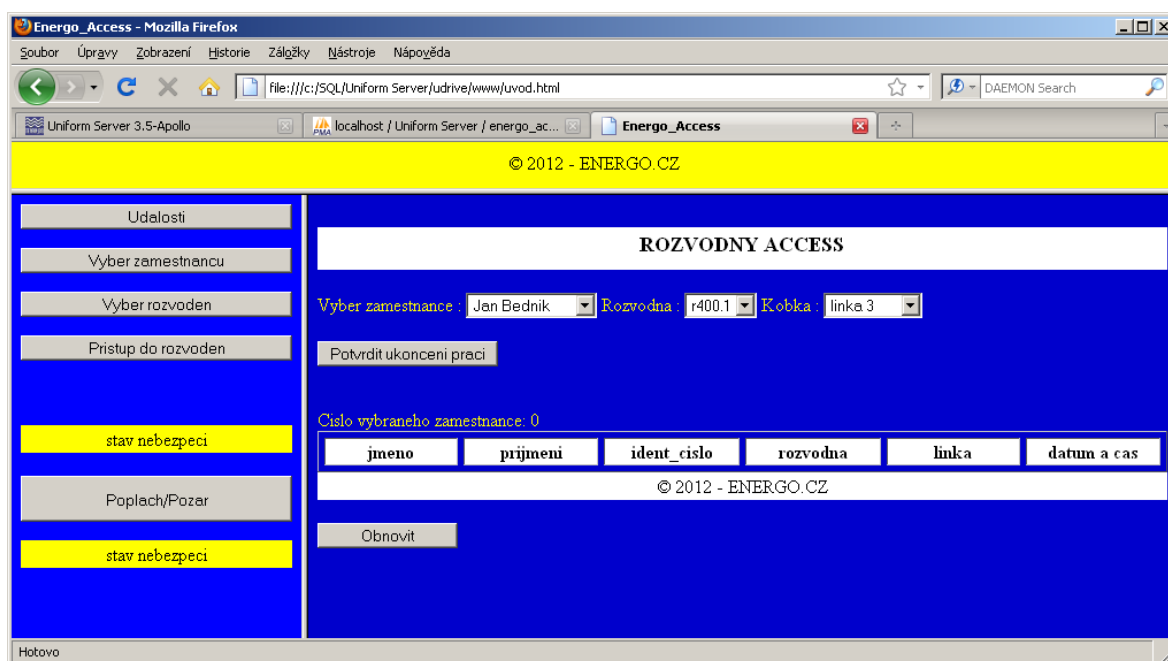 Energo_Access - Mozilla Firefox
Soubor Úpravy Zobrazení Historie Záložky Nástroje Nápověda
file:///c:/SQL/Uniform Server/udrive/www/uvod.html DAEMON Search
Uniform Server 3.5-Apollo localhost / Uniform Server / energo_ac... Energo_Access
© 2012 - ENERGO.CZ
Udalosti
Vyber zamestnancu
Vyber rozvoden
Pristup do rozvoden
stav nebezpeci
Poplach/Pozar
stav nebezpeci
ROZVODNY ACCESS
Vyber zamestnance : Jan Bednik Rozvodna : r400.1 Kobka : linka 3
Potvrdit ukonceni praci
Cislo vybraneho zamestnance: 0
jmeno prijmeni ident_cislo rozvodna linka datum a cas
© 2012 - ENERGO.CZ
Obnovit
Hotovo